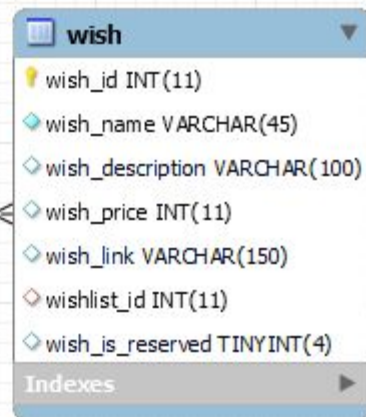 wish
wish_id INT(11)
wish_name VARCHAR(45)
wish_description VARCHAR(100)
wish_price INT(11)
wish_link VARCHAR(150)
wishlist_id INT(11)
wish_is_reserved TINYINT(4)
Indexes